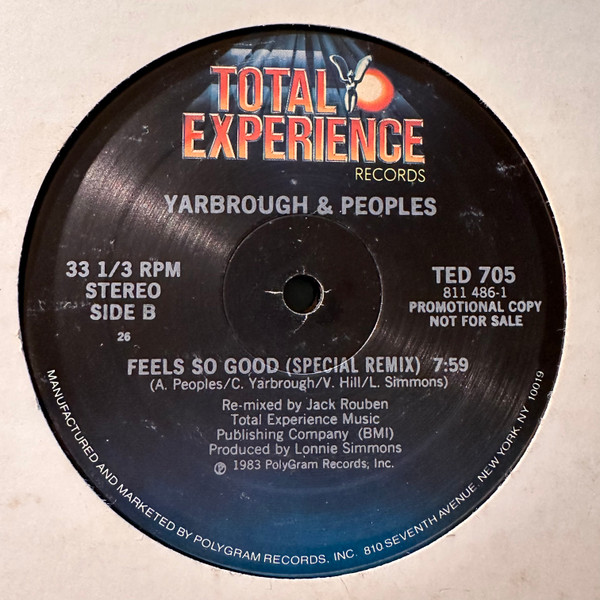 TOTAL
EXPERIENCE
RECORDS
YARBROUGH & PEOPLES
33 1/3 RPM
STEREO
SIDE B
26
TED 705
811 486-1
PROMOTIONAL COPY
NOT FOR SALE
FEELS SO GOOD (SPECIAL REMIX) 7:59
(A. Peoples/C. Yarbrough/V. Hill/L. Simmons)
Re-mixed by Jack Rouben
Total Experience Music
Publishing Company (BMI)
Produced by Lonnie Simmons
℗ 1983 PolyGram Records, Inc.
MANUFACTURED AND MARKETED BY POLYGRAM RECORDS, INC. 810 SEVENTH AVENUE, NEW YORK, NY 10019